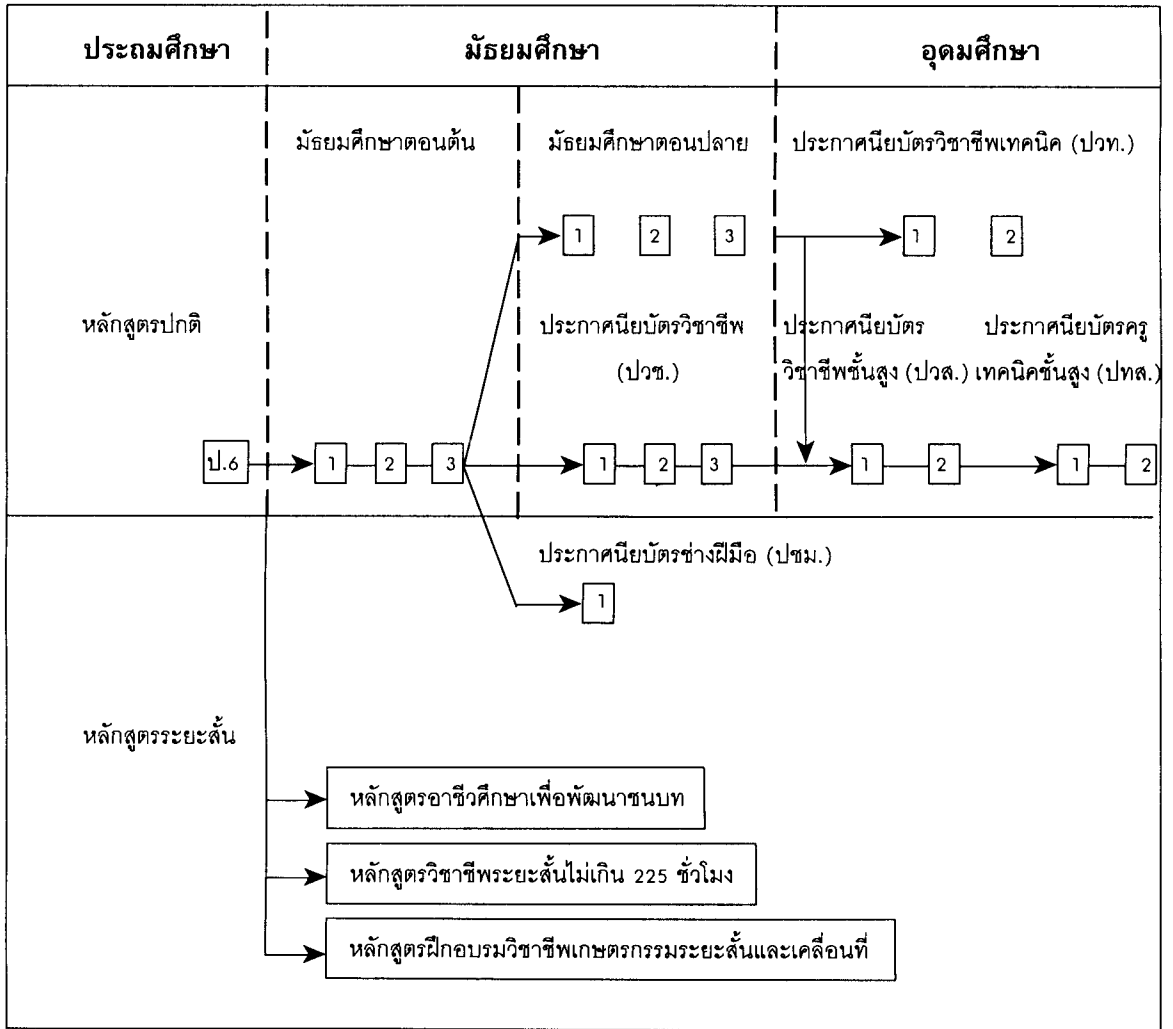 ประถมศึกษา มัธยมศึกษา อุดมศึกษา
มัธยมศึกษาตอนต้น มัธยมศึกษาตอนปลาย ประกาศนียบัตรวิชาชีพเทคนิค (ปวท.)
1 2 3 1 2
หลักสูตรปกติ ประกาศนียบัตรวิชาชีพ ประกาศนียบัตร ประกาศนียบัตรครู
(ปวช.) วิชาชีพชั้นสูง (ปวส.) เทคนิคชั้นสูง (ปทส.)
ป.6 1 2 3 1 2 3 1 2 1 2
ประกาศนียบัตรช่างฝีมือ (ปชม.)
1
หลักสูตรระยะสั้น
หลักสูตรอาชีวศึกษาเพื่อพัฒนาชนบท
หลักสูตรวิชาชีพระยะสั้นไม่เกิน 225 ชั่วโมง
หลักสูตรฝึกอบรมวิชาชีพเกษตรกรรมระยะสั้นและเคลื่อนที่